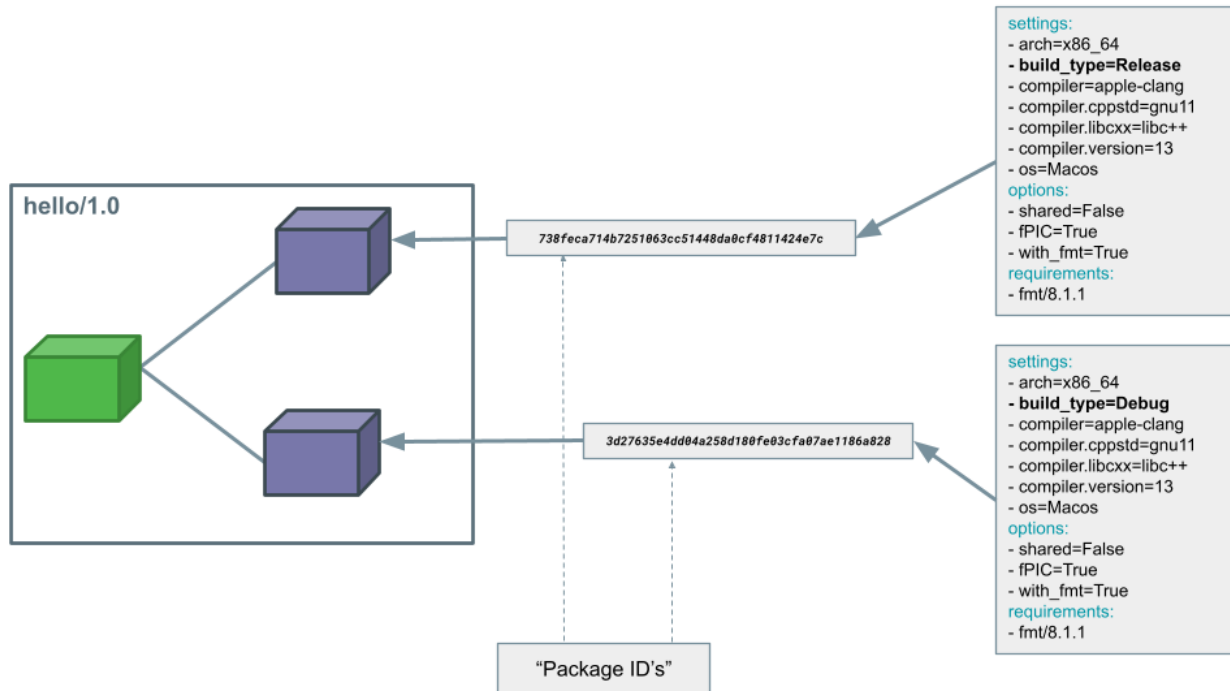 hello/1.0
738feca714b7251063cc51448da0cf4811424e7c
settings:
- arch=x86_64
- build_type=Release
- compiler=apple-clang
- compiler.cppstd=gnu11
- compiler.libcxx=libc++
- compiler.version=13
- os=Macos
options:
- shared=False
- fPIC=True
- with_fmt=True
requirements:
- fmt/8.1.1
3d27635e4dd04a258d180fe03cfa07ae1186a828
settings:
- arch=x86_64
- build_type=Debug
- compiler=apple-clang
- compiler.cppstd=gnu11
- compiler.libcxx=libc++
- compiler.version=13
- os=Macos
options:
- shared=False
- fPIC=True
- with_fmt=True
requirements:
- fmt/8.1.1
“Package ID’s”